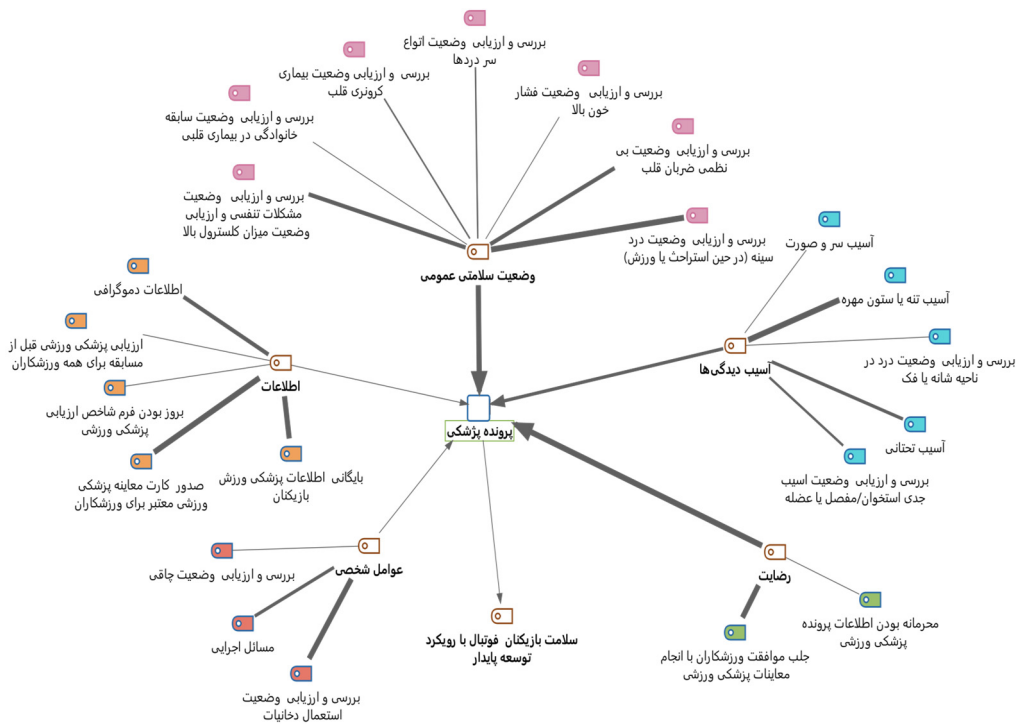 بررسی و ارزیابی وضعیت انواع
سر دردها
بررسی و ارزیابی وضعیت بیماری
کرونری قلب
بررسی و ارزیابی وضعیت فشار
خون بالا
بررسی و ارزیابی وضعیت سابقه
خانوادگی در بیماری قلبی
بررسی و ارزیابی وضعیت بی
نظمی ضربان قلب
بررسی و ارزیابی وضعیت
مشکلات تنفسی و ارزیابی
وضعیت میزان کلسترول بالا
بررسی و ارزیابی وضعیت درد
سینه (در حین استراحت یا ورزش)
وضعیت سلامتی عمومی
آسیب سر و صورت
آسیب تنه یا ستون مهره
بررسی و ارزیابی وضعیت درد در
ناحیه شانه یا فک
آسیب دیدگی‌ها
آسیب تحتانی
بررسی و ارزیابی وضعیت اسیب
جدی استخوان/مفصل یا عضله
اطلاعات دموگرافی
ارزیابی پزشکی ورزشی قبل از
مسابقه برای همه ورزشکاران
اطلاعات
بروز بودن فرم شاخص ارزیابی
پزشکی ورزشی
صدور کارت معاینه پزشکی
ورزشی معتبر برای ورزشکاران
بایگانی اطلاعات پزشکی ورزش
بازیکنان
پرونده پزشکی
عوامل شخصی
بررسی و ارزیابی وضعیت چاقی
مسائل اجرایی
بررسی و ارزیابی وضعیت
استعمال دخانیات
سلامت بازیکنان فوتبال با رویکرد
توسعه پایدار
رضایت
محرمانه بودن اطلاعات پرونده
پزشکی ورزشی
جلب موافقت ورزشکاران با انجام
معاینات پزشکی ورزشی